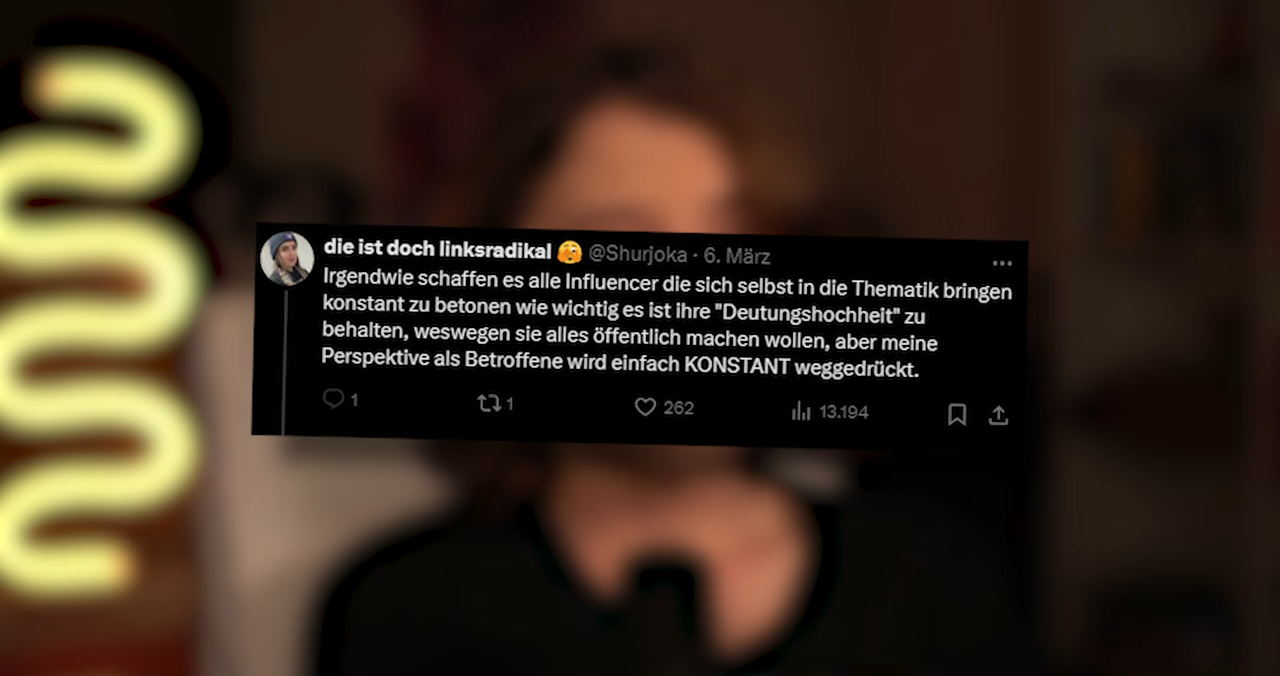 die ist doch linksradikal 🫣 @Shurjoka · 6. März
Irgendwie schaffen es alle Influencer die sich selbst in die Thematik bringen
konstant zu betonen wie wichtig es ist ihre "Deutungshochheit" zu
behalten, weswegen sie alles öffentlich machen wollen, aber meine
Perspektive als Betroffene wird einfach KONSTANT weggedrückt.
1 1 262 13.194